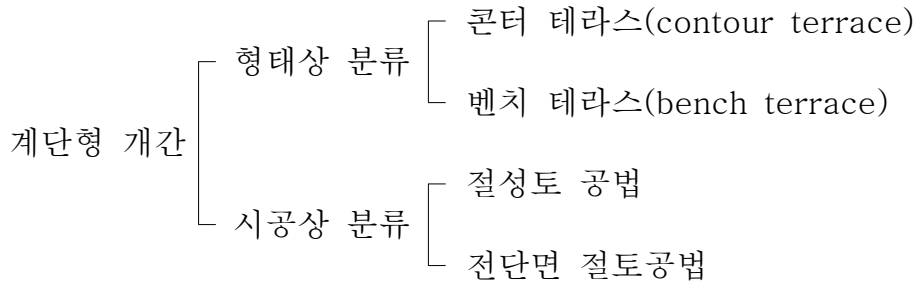 콘터 테라스(contour terrace)
형태상 분류
벤치 테라스(bench terrace)
계단형 개간
절성토 공법
시공상 분류
전단면 절토공법